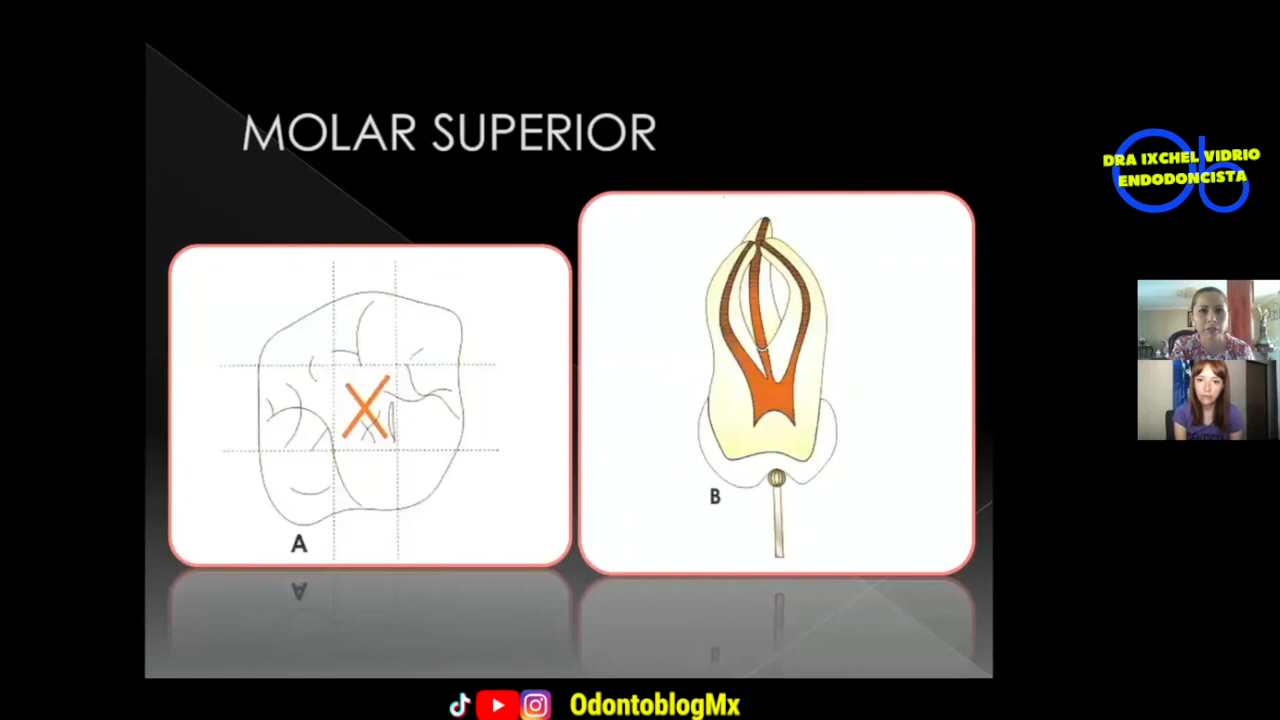 MOLAR SUPERIOR
DRA IXCHEL VIDRIO
ENDODONCISTA
A
B
OdontoblogMx